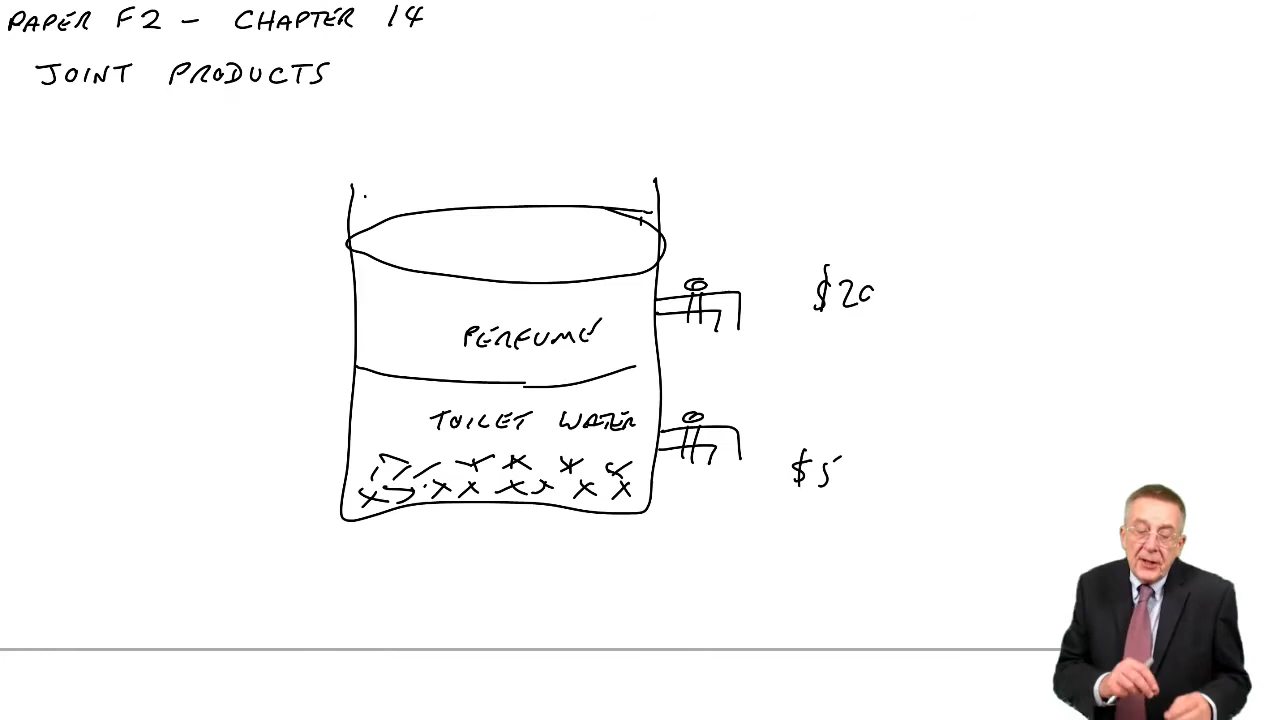 PAPER F2 - CHAPTER 14
JOINT PRODUCTS
PERFUME
$20
TOILET WATER
$5